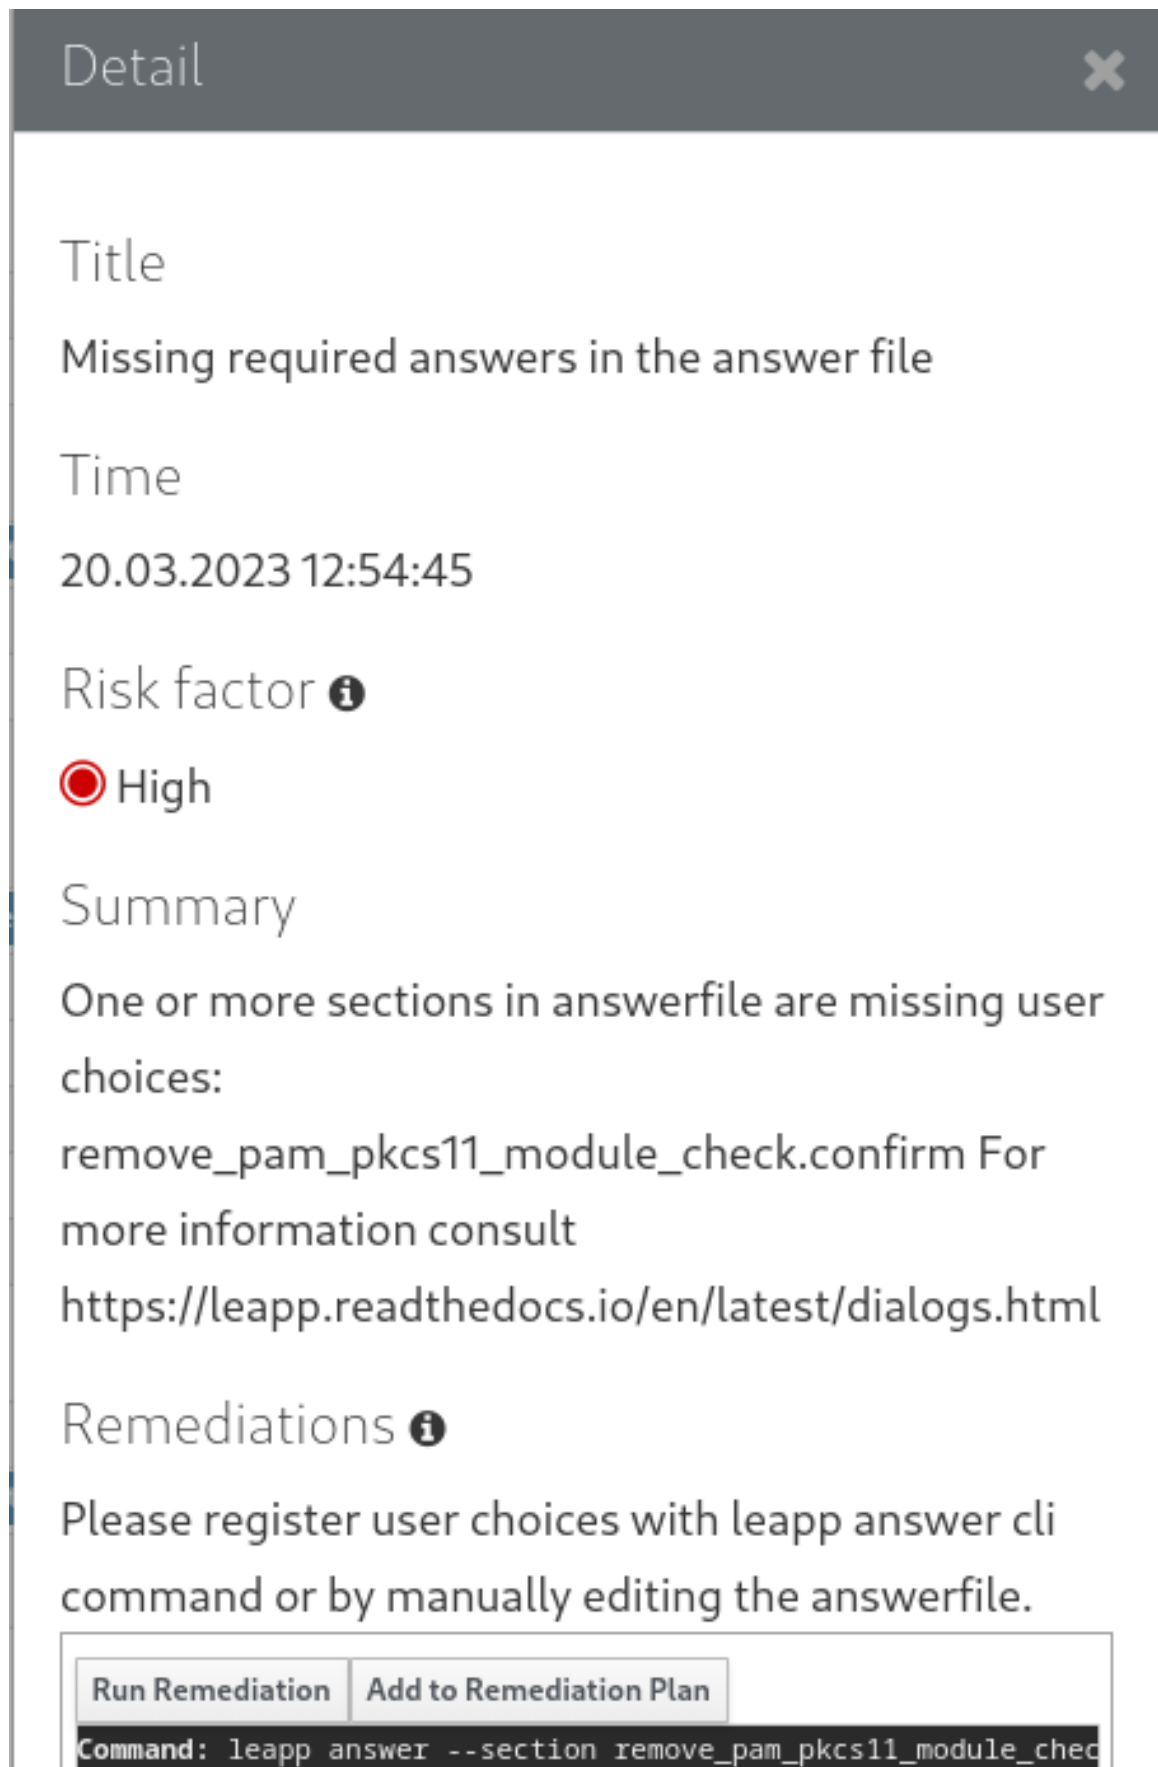 Detail
Title
Missing required answers in the answer file
Time
20.03.2023 12:54:45
Risk factor
High
Summary
One or more sections in answerfile are missing user
choices:
remove_pam_pkcs11_module_check.confirm For
more information consult
https://leapp.readthedocs.io/en/latest/dialogs.html
Remediations
Please register user choices with leapp answer cli
command or by manually editing the answerfile.
Run Remediation Add to Remediation Plan
Command: leapp answer --section remove_pam_pkcs11_module_chec